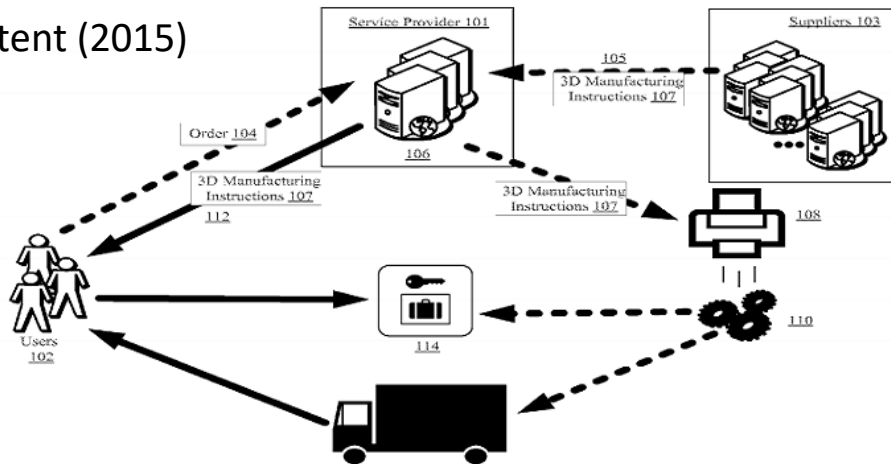 tent (2015)
Service Provider 101
Suppliers 103
105
3D Manufacturing
Instructions 107
Order 104
106
3D Manufacturing
Instructions 107
112
3D Manufacturing
Instructions 107
108
Users
102
114
110